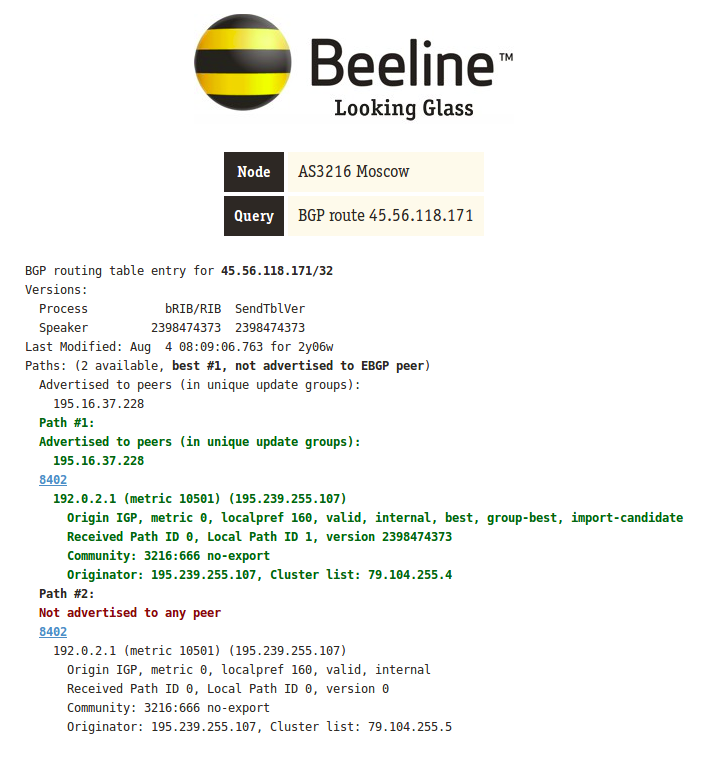 Beeline™
Looking Glass
Node AS3216 Moscow
Query BGP route 45.56.118.171
BGP routing table entry for 45.56.118.171/32
Versions:
  Process           bRIB/RIB  SendTblVer
  Speaker         2398474373  2398474373
Last Modified: Aug  4 08:09:06.763 for 2y06w
Paths: (2 available, best #1, not advertised to EBGP peer)
  Advertised to peers (in unique update groups):
    195.16.37.228
  Path #1:
  Advertised to peers (in unique update groups):
    195.16.37.228
  8402
    192.0.2.1 (metric 10501) (195.239.255.107)
      Origin IGP, metric 0, localpref 160, valid, internal, best, group-best, import-candidate
      Received Path ID 0, Local Path ID 1, version 2398474373
      Community: 3216:666 no-export
      Originator: 195.239.255.107, Cluster list: 79.104.255.4
  Path #2:
  Not advertised to any peer
  8402
    192.0.2.1 (metric 10501) (195.239.255.107)
      Origin IGP, metric 0, localpref 160, valid, internal
      Received Path ID 0, Local Path ID 0, version 0
      Community: 3216:666 no-export
      Originator: 195.239.255.107, Cluster list: 79.104.255.5